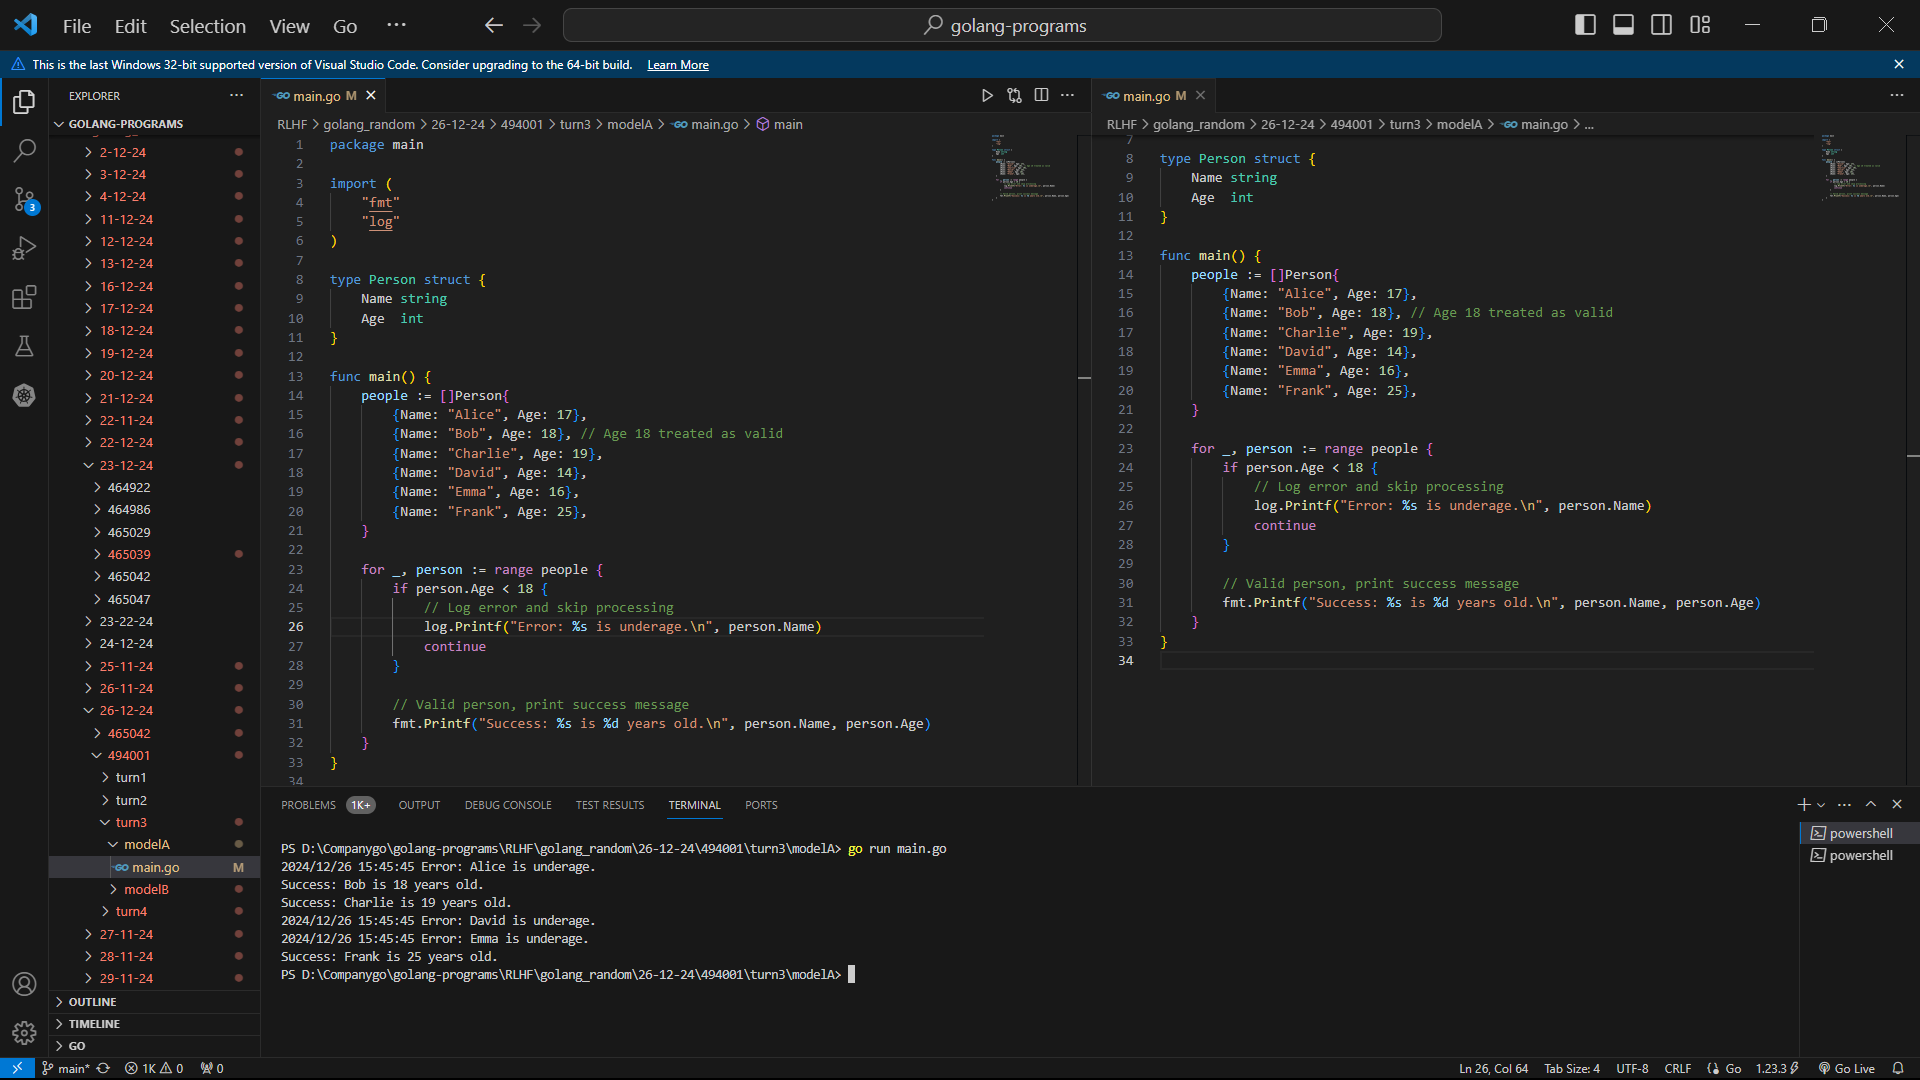 File Edit Selection View Go ··· golang-programs
This is the last Windows 32-bit supported version of Visual Studio Code. Consider upgrading to the 64-bit build. Learn More
EXPLORER
GOLANG-PROGRAMS
2-12-24
3-12-24
4-12-24
11-12-24
12-12-24
13-12-24
16-12-24
17-12-24
18-12-24
19-12-24
20-12-24
21-12-24
22-11-24
22-12-24
23-12-24
464922
464986
465029
465039
465042
465047
23-22-24
24-12-24
25-11-24
26-11-24
26-12-24
465042
494001
turn1
turn2
turn3
modelA
main.go M
modelB
turn4
27-11-24
28-11-24
29-11-24
OUTLINE
TIMELINE
GO
3
main.go M
RLHF > golang_random > 26-12-24 > 494001 > turn3 > modelA > main.go > main
1 package main
2
3 import (
4 "fmt"
5 "log"
6 )
7
8 type Person struct {
9 Name string
10 Age int
11 }
12
13 func main() {
14 people := []Person{
15 {Name: "Alice", Age: 17},
16 {Name: "Bob", Age: 18}, // Age 18 treated as valid
17 {Name: "Charlie", Age: 19},
18 {Name: "David", Age: 14},
19 {Name: "Emma", Age: 16},
20 {Name: "Frank", Age: 25},
21 }
22
23 for _, person := range people {
24 if person.Age < 18 {
25 // Log error and skip processing
26 log.Printf("Error: %s is underage.\n", person.Name)
27 continue
28 }
29
30 // Valid person, print success message
31 fmt.Printf("Success: %s is %d years old.\n", person.Name, person.Age)
32 }
33 }
34
main.go M
RLHF > golang_random > 26-12-24 > 494001 > turn3 > modelA > main.go > ...
7
8 type Person struct {
9 Name string
10 Age int
11 }
12
13 func main() {
14 people := []Person{
15 {Name: "Alice", Age: 17},
16 {Name: "Bob", Age: 18}, // Age 18 treated as valid
17 {Name: "Charlie", Age: 19},
18 {Name: "David", Age: 14},
19 {Name: "Emma", Age: 16},
20 {Name: "Frank", Age: 25},
21 }
22
23 for _, person := range people {
24 if person.Age < 18 {
25 // Log error and skip processing
26 log.Printf("Error: %s is underage.\n", person.Name)
27 continue
28 }
29
30 // Valid person, print success message
31 fmt.Printf("Success: %s is %d years old.\n", person.Name, person.Age)
32 }
33 }
34
PROBLEMS 1K+ OUTPUT DEBUG CONSOLE TEST RESULTS TERMINAL PORTS
PS D:\Companygo\golang-programs\RLHF\golang_random\26-12-24\494001\turn3\modelA> go run main.go
2024/12/26 15:45:45 Error: Alice is underage.
Success: Bob is 18 years old.
Success: Charlie is 19 years old.
2024/12/26 15:45:45 Error: David is underage.
2024/12/26 15:45:45 Error: Emma is underage.
Success: Frank is 25 years old.
PS D:\Companygo\golang-programs\RLHF\golang_random\26-12-24\494001\turn3\modelA>
powershell
powershell
main* 1K 0 0 Ln 26, Col 64 Tab Size: 4 UTF-8 CRLF Go 1.23.3 Go Live